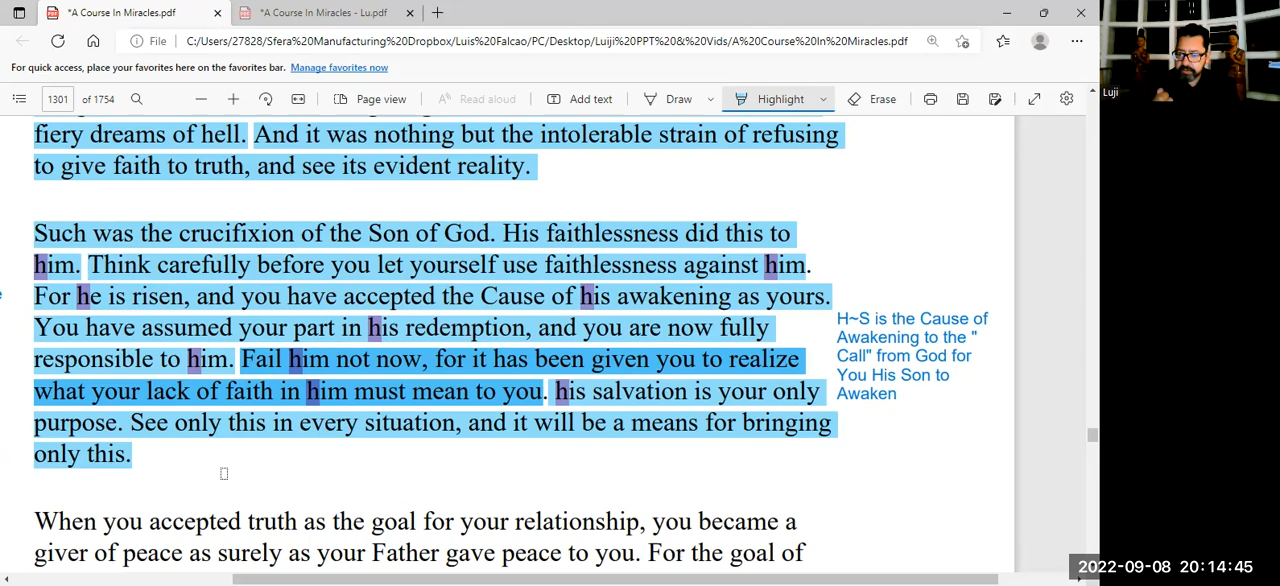 *A Course In Miracles.pdf
*A Course In Miracles - Lu.pdf
File
C:/Users/27828/Sfera%20Manufacturing%20Dropbox/Luis%20Falcao/PC/Desktop/Luiji%20PPT%20&%20Vids/A%20Course%20In%20Miracles.pdf
For quick access, place your favorites here on the favorites bar. Manage favorites now
1301 of 1754
Page view
Read aloud
Add text
Draw
Highlight
Erase
Luji
fiery dreams of hell. And it was nothing but the intolerable strain of refusing
to give faith to truth, and see its evident reality.
Such was the crucifixion of the Son of God. His faithlessness did this to
him. Think carefully before you let yourself use faithlessness against him.
For he is risen, and you have accepted the Cause of his awakening as yours.
You have assumed your part in his redemption, and you are now fully
responsible to him. Fail him not now, for it has been given you to realize
what your lack of faith in him must mean to you. his salvation is your only
purpose. See only this in every situation, and it will be a means for bringing
only this.
H~S is the Cause of
Awakening to the "
Call" from God for
You His Son to
Awaken
When you accepted truth as the goal for your relationship, you became a
giver of peace as surely as your Father gave peace to you. For the goal of
2022-09-08 20:14:45